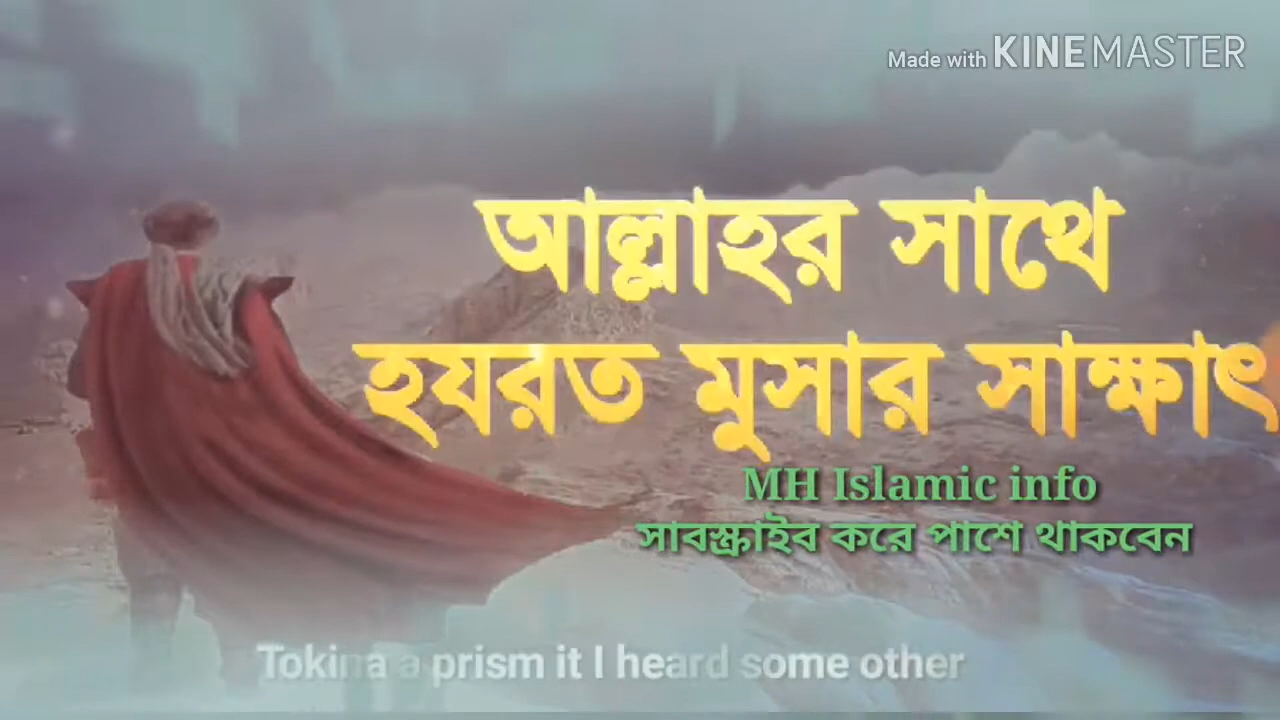 Made with KINEMASTER
আল্লাহর সাথে
হযরত মুসার সাক্ষাৎ
MH Islamic info
সাবস্ক্রাইব করে পাশে থাকবেন
Tokina a prism it I heard some other